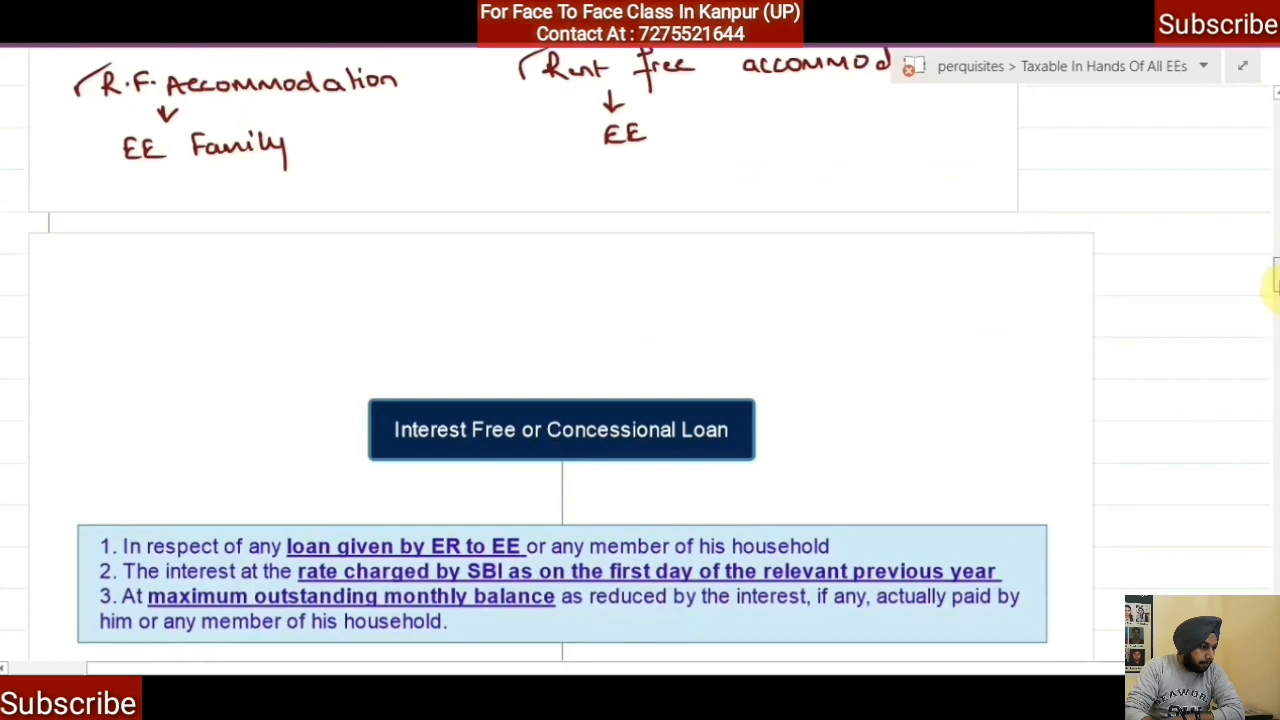 For Face To Face Class In Kanpur (UP)
Contact At : 7275521644
Subscribe
perquisites > Taxable In Hands Of All EEs
R.F. Accommodation
EE Family
Rent free accommod
EE
Interest Free or Concessional Loan
1. In respect of any loan given by ER to EE or any member of his household
2. The interest at the rate charged by SBI as on the first day of the relevant previous year
3. At maximum outstanding monthly balance as reduced by the interest, if any, actually paid by
him or any member of his household.
Subscribe